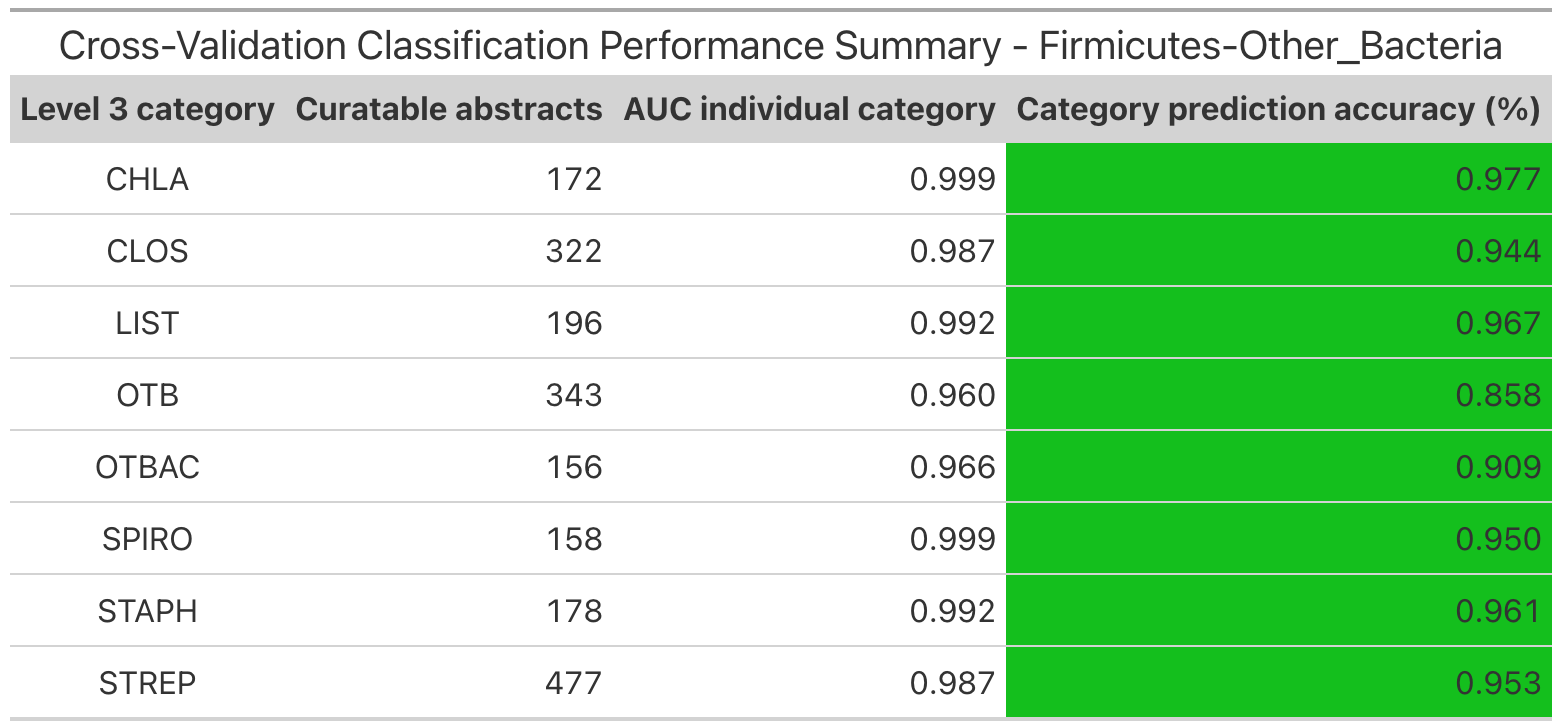 Cross-Validation Classification Performance Summary - Firmicutes-Other_Bacteria
Level 3 category Curatable abstracts AUC individual category Category prediction accuracy (%)
CHLA 172 0.999 0.977
CLOS 322 0.987 0.944
LIST 196 0.992 0.967
OTB 343 0.960 0.858
OTBAC 156 0.966 0.909
SPIRO 158 0.999 0.950
STAPH 178 0.992 0.961
STREP 477 0.987 0.953